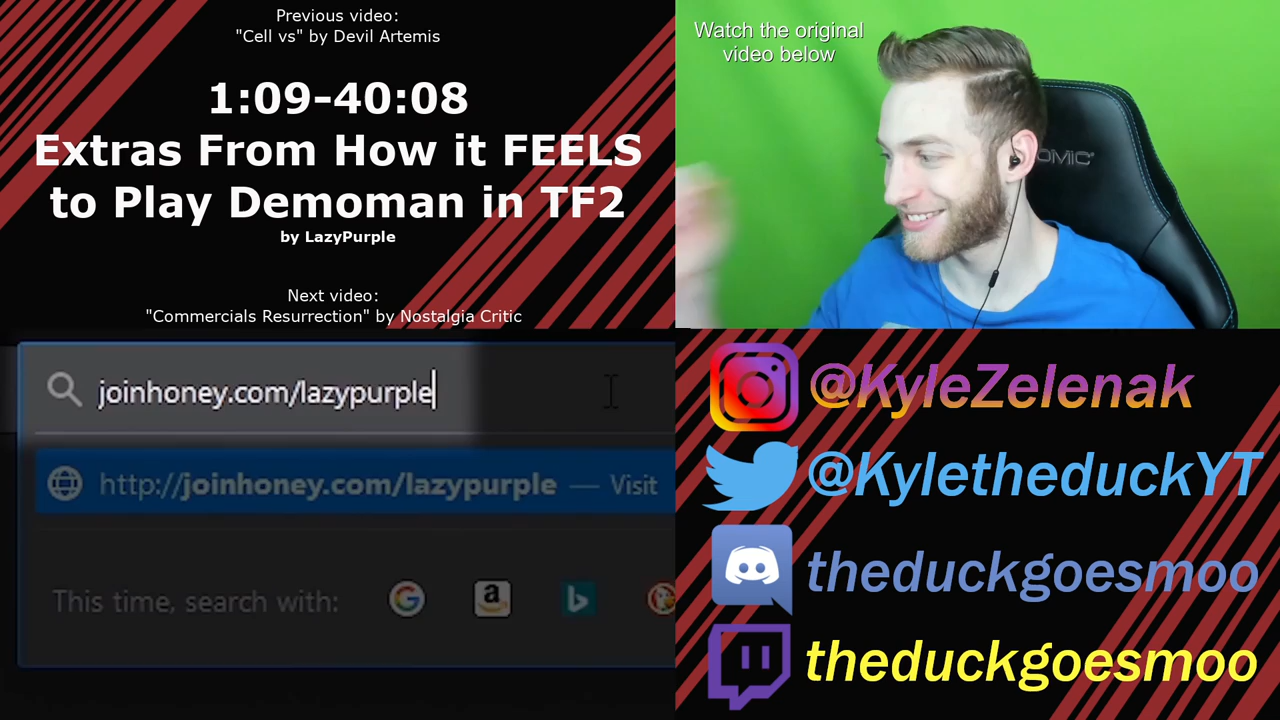 Previous video:
"Cell vs" by Devil Artemis
1:09-40:08
Extras From How it FEELS
to Play Demoman in TF2
by LazyPurple
Next video:
"Commercials Resurrection" by Nostalgia Critic
Watch the original
video below
joinhoney.com/lazypurple
http://joinhoney.com/lazypurple — Visit
This time, search with:
@KyleZelenak
@KyletheduckYT
theduckgoesmoo
theduckgoesmoo